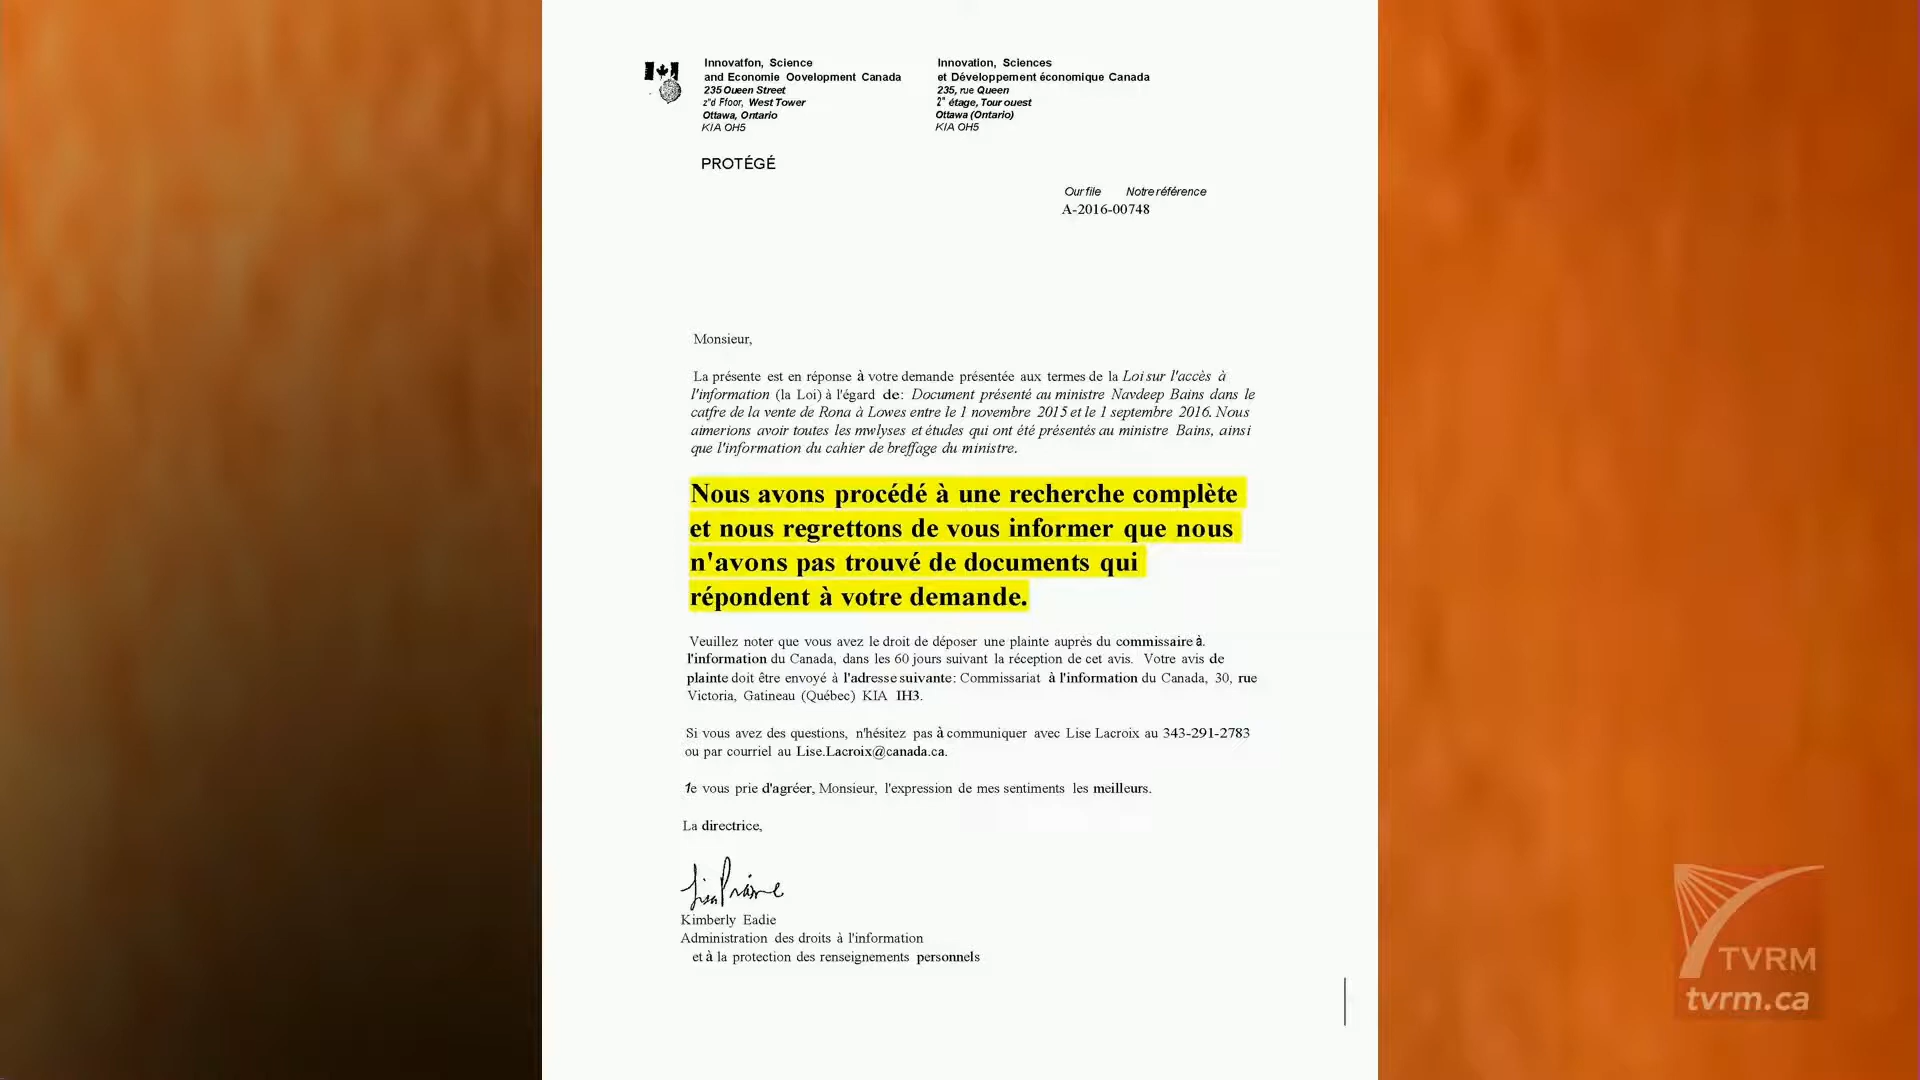 Innovatfon, Science
and Economie Oovelopment Canada
235 Oueen Street
2"d Ffoor, West Tower
Ottawa, Ontario
KIA OH5
Innovation, Sciences
et Développement économique Canada
235, rue Queen
2" étage, Tour ouest
Ottawa (Ontario)
KIA OH5
PROTÉGÉ
Our file Notre référence
A-2016-00748
Monsieur,
La présente est en réponse à votre demande présentée aux termes de la Loi sur l'accès à
l'information (la Loi) à l'égard de: Document présenté au ministre Navdeep Bains dans le
catfre de la vente de Rona à Lowes entre le 1 novembre 2015 et le 1 septembre 2016. Nous
aimerions avoir toutes les mwlyses et études qui ont été présentés au ministre Bains, ainsi
que l'information du cahier de breffage du ministre.
Nous avons procédé à une recherche complète
et nous regrettons de vous informer que nous
n'avons pas trouvé de documents qui
répondent à votre demande.
Veuillez noter que vous avez le droit de déposer une plainte auprès du commissaire à.
l'information du Canada, dans les 60 jours suivant la réception de cet avis. Votre avis de
plainte doit être envoyé à l'adresse suivante: Commissariat à l'information du Canada, 30, rue
Victoria, Gatineau (Québec) KIA IH3.
Si vous avez des questions, n'hésitez pas à communiquer avec Lise Lacroix au 343-291-2783
ou par courriel au Lise.Lacroix@canada.ca.
1e vous prie d'agréer, Monsieur, l'expression de mes sentiments les meilleurs.
La directrice,
Kimberly Eadie
Administration des droits à l'information
et à la protection des renseignements personnels
TVRM
tvrm.ca